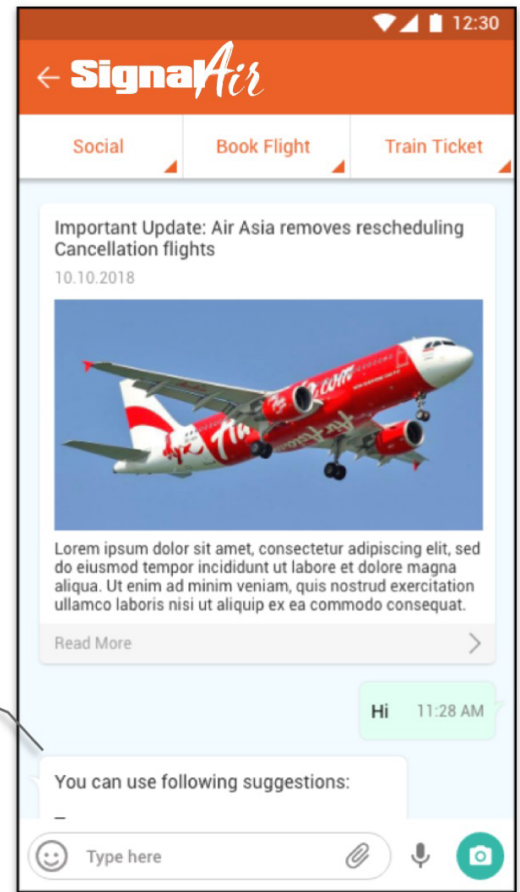 12:30
SignalAir
Social Book Flight Train Ticket
Important Update: Air Asia removes rescheduling
Cancellation flights
10.10.2018
Lorem ipsum dolor sit amet, consectetur adipiscing elit, sed
do eiusmod tempor incididunt ut labore et dolore magna
aliqua. Ut enim ad minim veniam, quis nostrud exercitation
ullamco laboris nisi ut aliquip ex ea commodo consequat.
Read More
Hi 11:28 AM
You can use following suggestions:
Type here